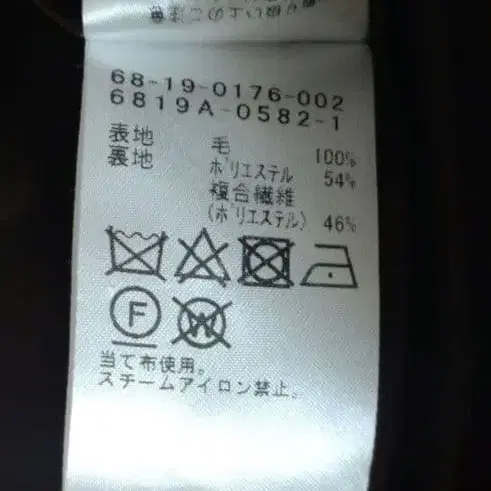 68-19-0176-002
6819A-0582-1
表地 毛 100%
裏地 ポリエステル 54%
複合繊維
(ポリエステル) 46%
F
W
当て布使用。
スチームアイロン禁止。